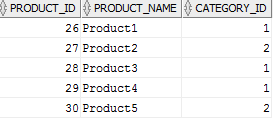 PRODUCT_ID PRODUCT_NAME CATEGORY_ID
26 Product1 1
27 Product2 2
28 Product3 1
29 Product4 1
30 Product5 2